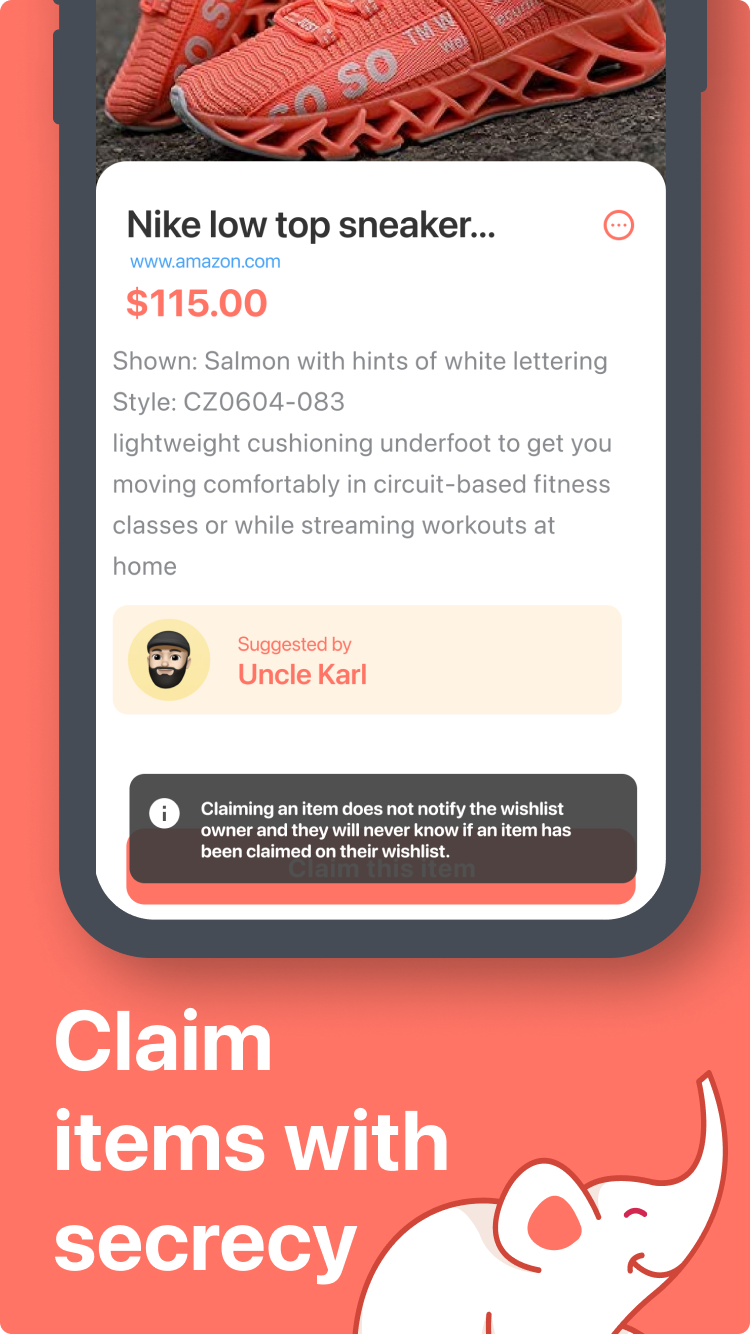 SO SO
TM W
Nike low top sneaker...
www.amazon.com
$115.00
Shown: Salmon with hints of white lettering
Style: CZ0604-083
lightweight cushioning underfoot to get you
moving comfortably in circuit-based fitness
classes or while streaming workouts at
home
Suggested by
Uncle Karl
Claiming an item does not notify the wishlist
owner and they will never know if an item has
been claimed on their wishlist.
Claim this item
Claim
items with
secrecy